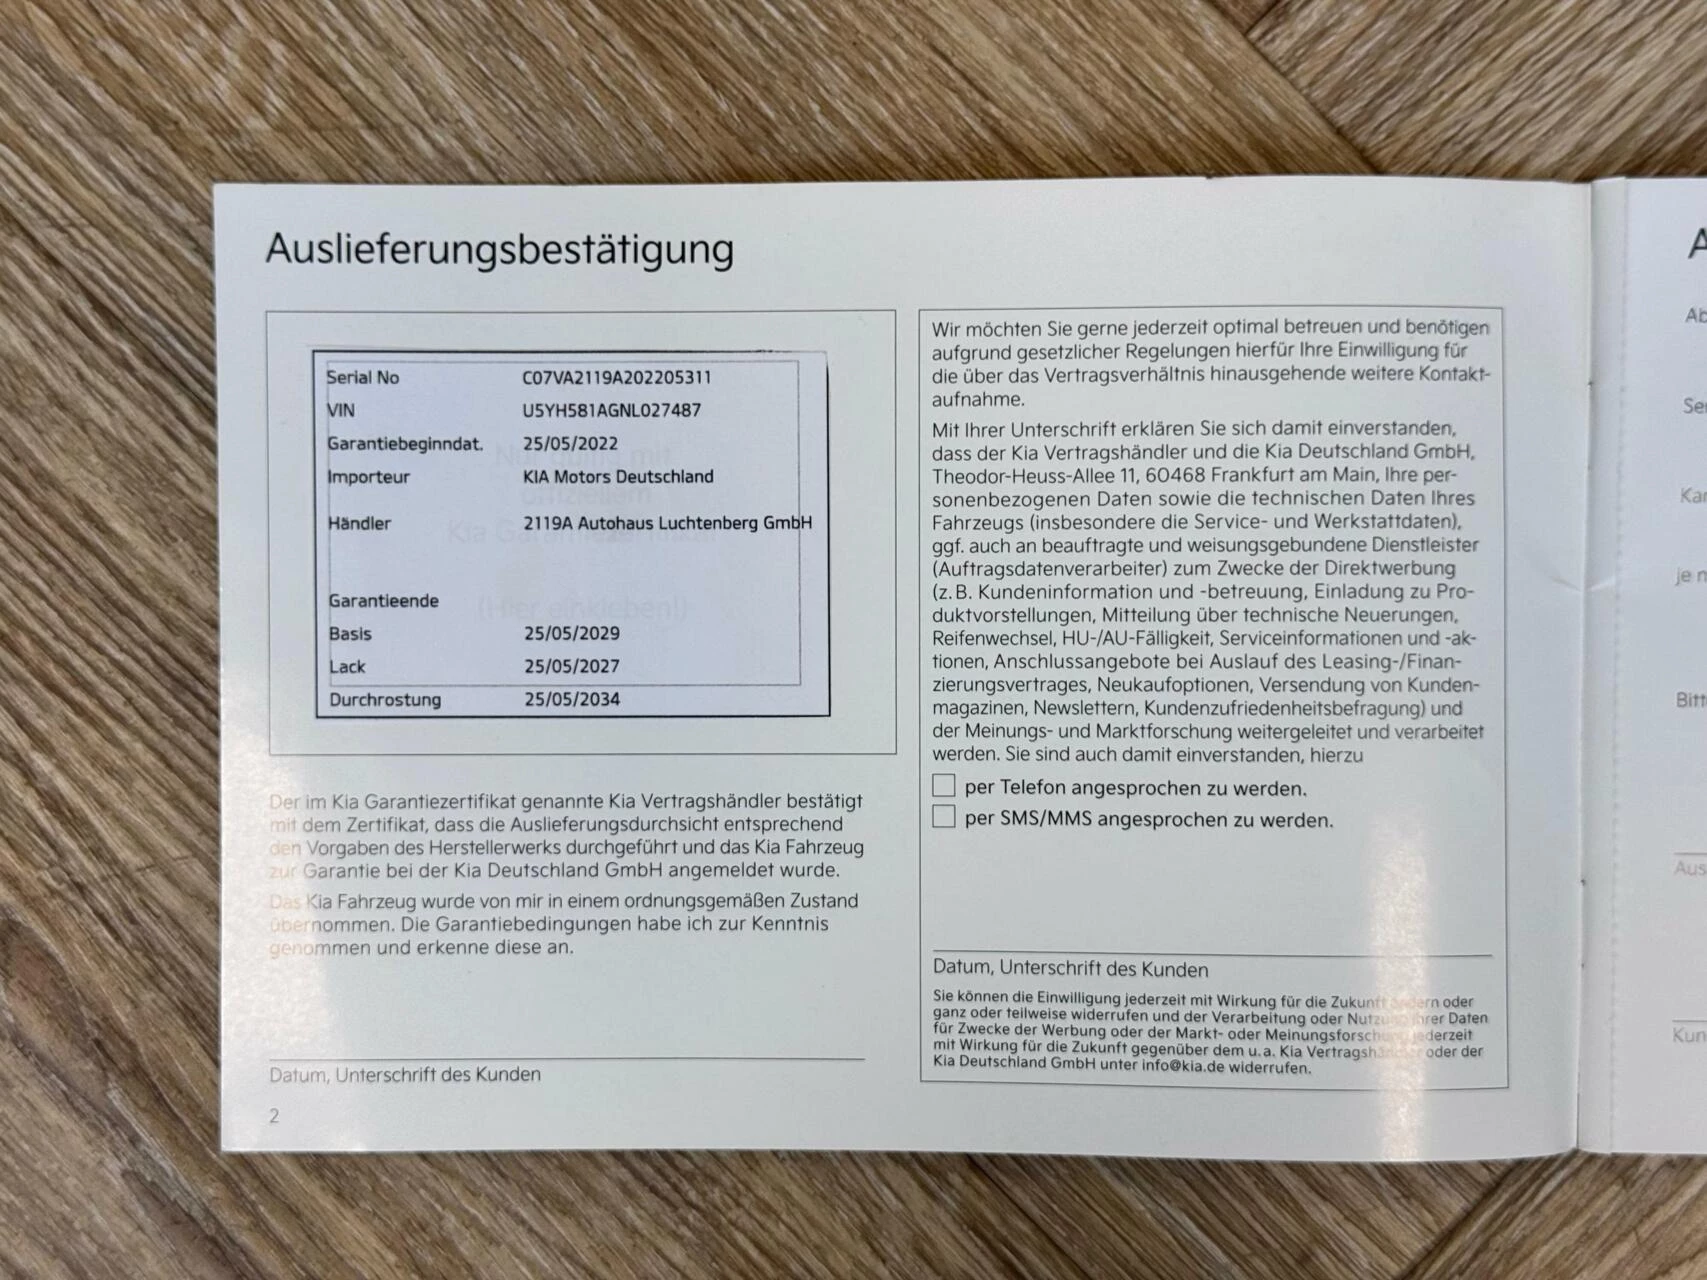 Auslieferungsbestätigung
Serial No C07VA2119A202205311
VIN U5YH581AGNL027487
Garantiebeginndat. 25/05/2022
Importeur KIA Motors Deutschland
Händler 2119A Autohaus Luchtenberg GmbH
Garantieende
Basis 25/05/2029
Lack 25/05/2027
Durchrostung 25/05/2034
Der im Kia Garantiezertifikat genannte Kia Vertragshändler bestätigt
mit dem Zertifikat, dass die Auslieferungsdurchsicht entsprechend
den Vorgaben des Herstellerwerks durchgeführt und das Kia Fahrzeug
zur Garantie bei der Kia Deutschland GmbH angemeldet wurde.
Das Kia Fahrzeug wurde von mir in einem ordnungsgemäßen Zustand
übernommen. Die Garantiebedingungen habe ich zur Kenntnis
genommen und erkenne diese an.
Datum, Unterschrift des Kunden
2
Wir möchten Sie gerne jederzeit optimal betreuen und benötigen
aufgrund gesetzlicher Regelungen hierfür Ihre Einwilligung für
die über das Vertragsverhältnis hinausgehende weitere Kontakt-
aufnahme.
Mit Ihrer Unterschrift erklären Sie sich damit einverstanden,
dass der Kia Vertragshändler und die Kia Deutschland GmbH,
Theodor-Heuss-Allee 11, 60468 Frankfurt am Main, Ihre per-
sonenbezogenen Daten sowie die technischen Daten Ihres
Fahrzeugs (insbesondere die Service- und Werkstattdaten),
ggf. auch an beauftragte und weisungsgebundene Dienstleister
(Auftragsdatenverarbeiter) zum Zwecke der Direktwerbung
(z. B. Kundeninformation und -betreuung, Einladung zu Pro-
duktvorstellungen, Mitteilung über technische Neuerungen,
Reifenwechsel, HU-/AU-Fälligkeit, Serviceinformationen und -ak-
tionen, Anschlussangebote bei Auslauf des Leasing-/Finan-
zierungsvertrages, Neukaufoptionen, Versendung von Kunden-
magazinen, Newslettern, Kundenzufriedenheitsbefragung) und
der Meinungs- und Marktforschung weitergeleitet und verarbeitet
werden. Sie sind auch damit einverstanden, hierzu
per Telefon angesprochen zu werden.
per SMS/MMS angesprochen zu werden.
Datum, Unterschrift des Kunden
Sie können die Einwilligung jederzeit mit Wirkung für die Zukunft ändern oder
ganz oder teilweise widerrufen und der Verarbeitung oder Nutzung Ihrer Daten
für Zwecke der Werbung oder der Markt- oder Meinungsforschung jederzeit
mit Wirkung für die Zukunft gegenüber dem u. a. Kia Vertragshändler oder der
Kia Deutschland GmbH unter info@kia.de widerrufen.